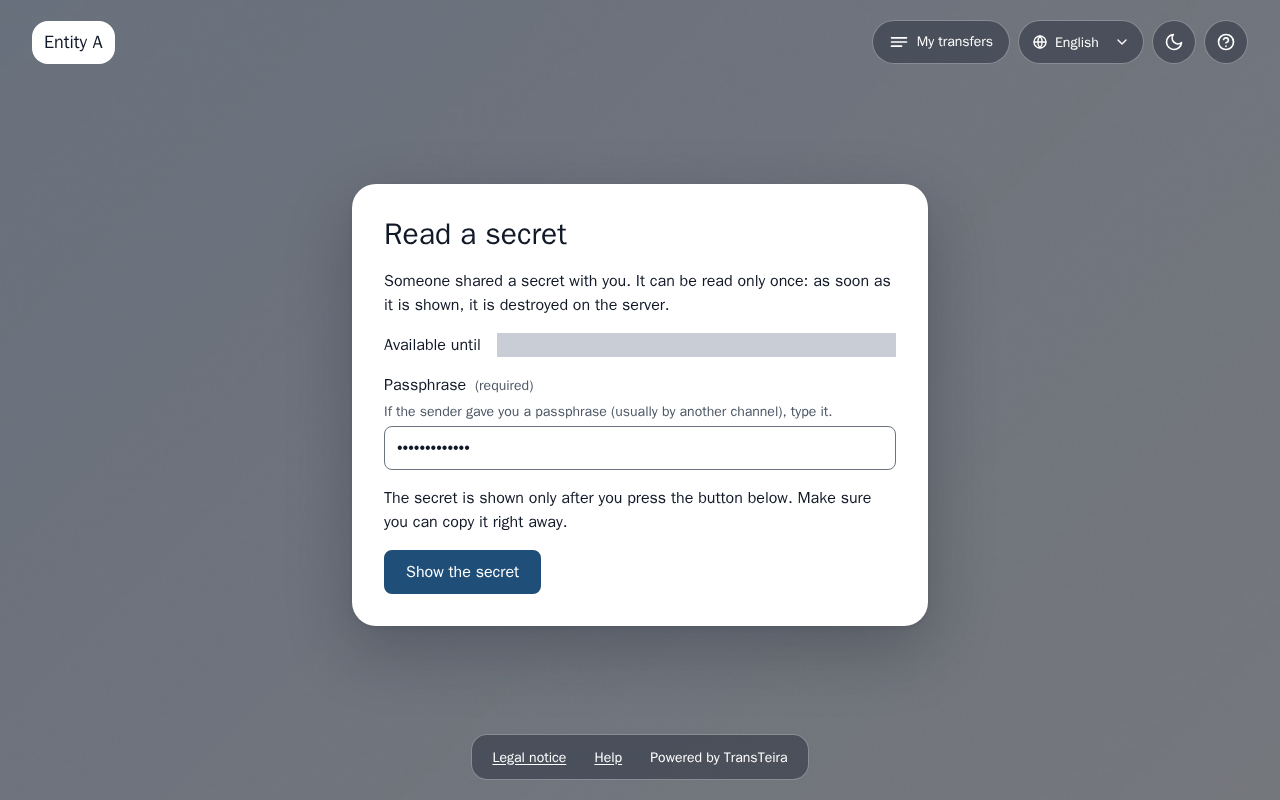 Entity A
My transfers
English
Read a secret
Someone shared a secret with you. It can be read only once: as soon as
it is shown, it is destroyed on the server.
Available until
Passphrase (required)
If the sender gave you a passphrase (usually by another channel), type it.
•••••••••••••
The secret is shown only after you press the button below. Make sure
you can copy it right away.
Show the secret
Legal notice Help Powered by TransTeira